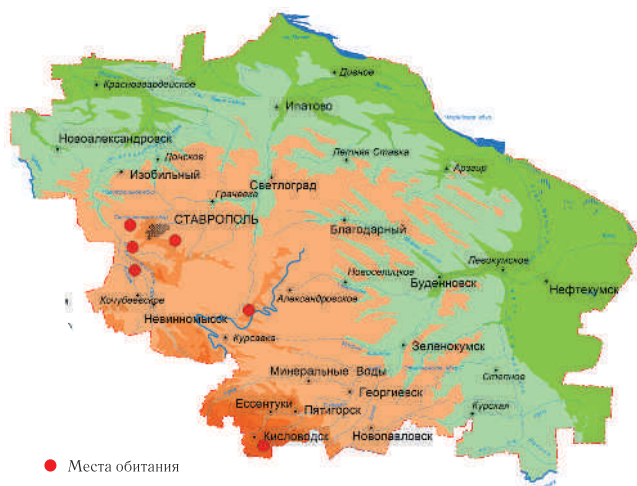 Дивное
Красногвардейское
Ипатово
Новоалександровск
Донское
Летняя Ставка
Арзгир
Изобильный
Светлоград
Грачевка
СТАВРОПОЛЬ
Благодарный
Левокумское
Новоселицкое
Буденновск
Нефтекумск
Кочубеевское
Александровское
Невинномысск
Курсавка
Зеленокумск
Минеральные Воды
Степное
Георгиевск
Ессентуки
Пятигорск
Курская
Кисловодск
Новопавловск
Места обитания